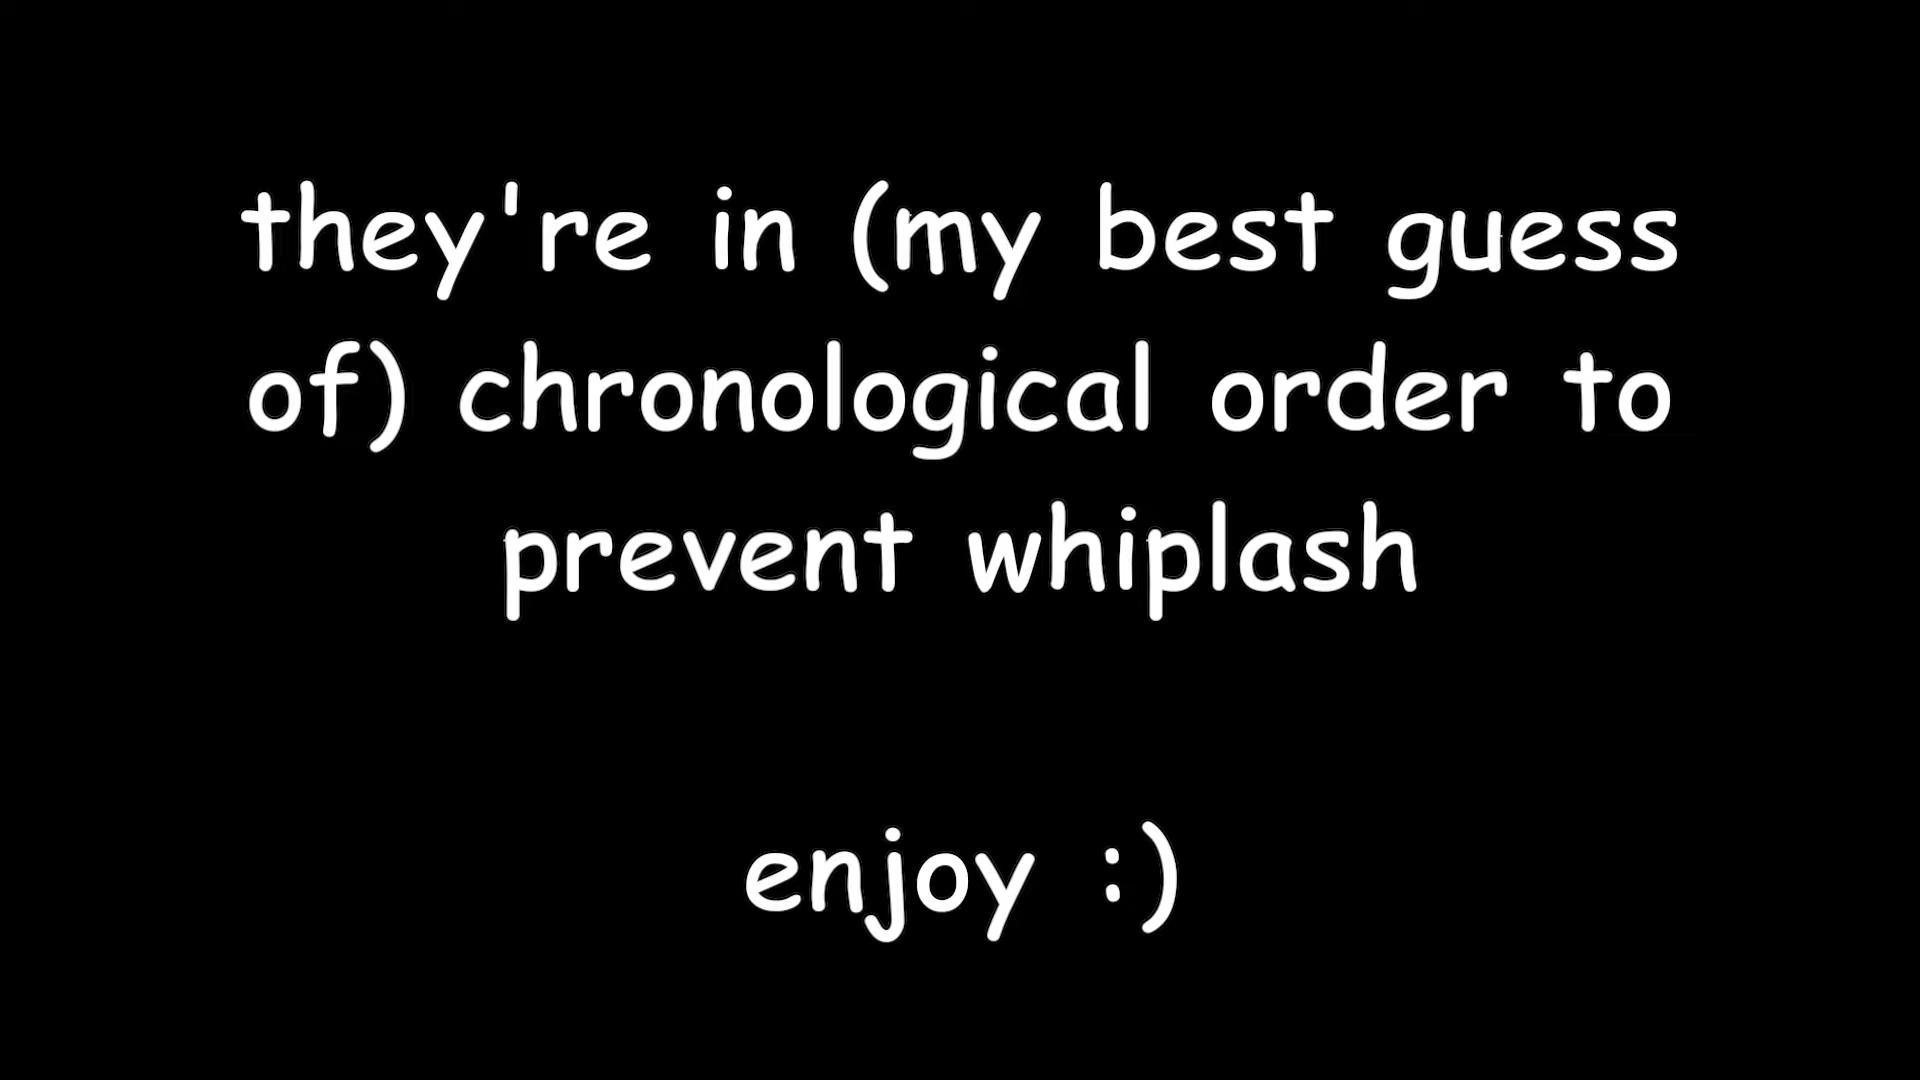 they're in (my best guess
of) chronological order to
prevent whiplash
enjoy :)